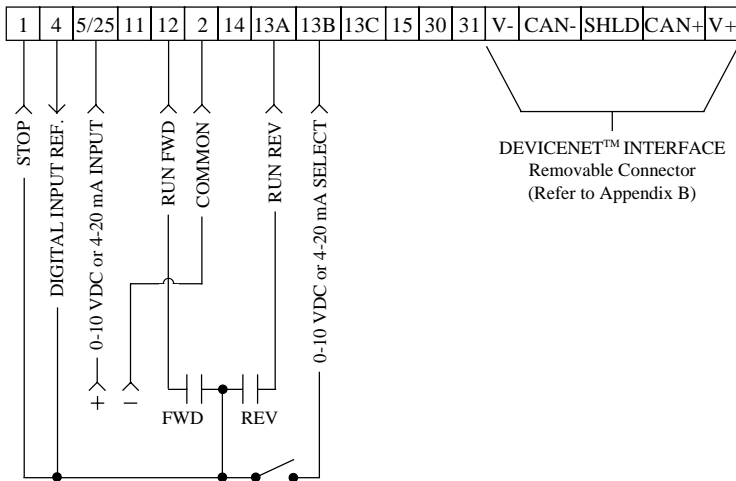 1 4 5/25 11 12 2 14 13A 13B 13C 15 30 31 V- CAN- SHLD CAN+ V+
STOP
DIGITAL INPUT REF.
0-10 VDC or 4-20 mA INPUT
RUN FWD
COMMON
RUN REV
0-10 VDC or 4-20 mA SELECT
DEVICENET™ INTERFACE
Removable Connector
(Refer to Appendix B)
+ −
FWD REV